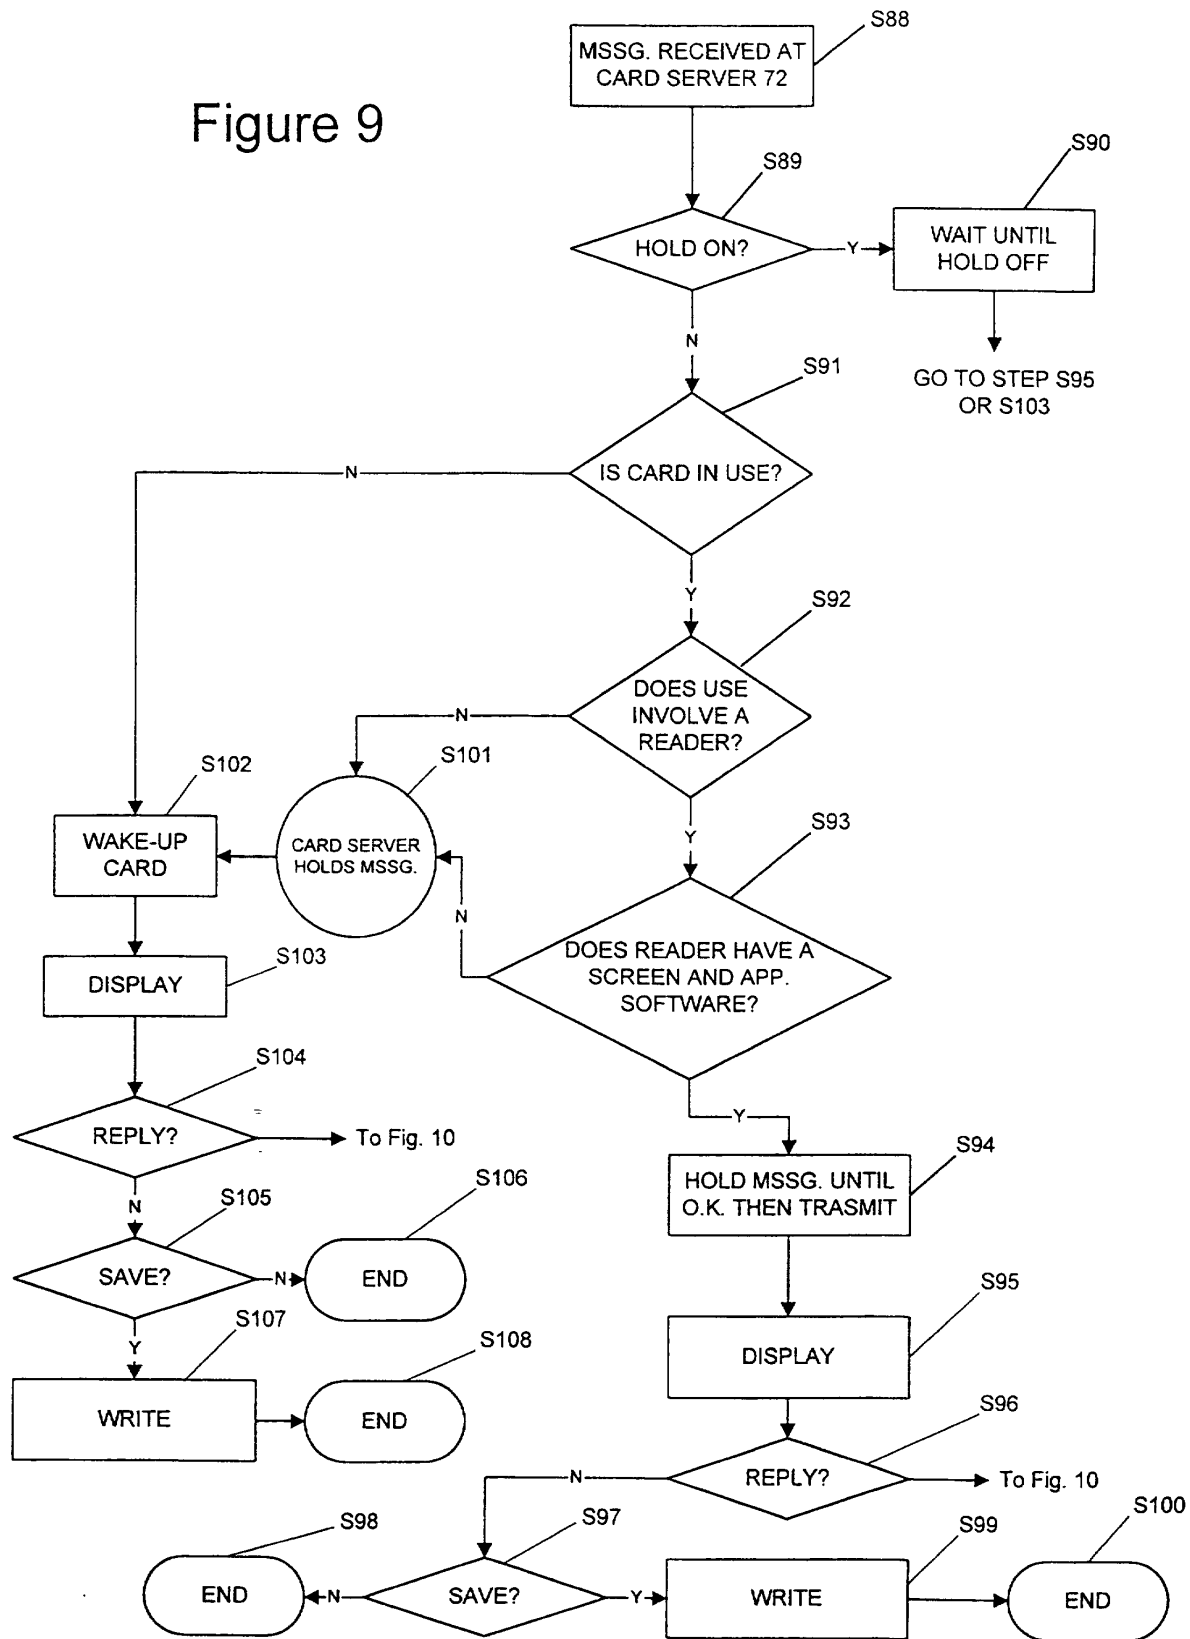 S88
MSSG. RECEIVED AT
CARD SERVER 72
Figure 9
S89
S90
HOLD ON?
Y
WAIT UNTIL
HOLD OFF
N
S91
GO TO STEP S95
OR S103
IS CARD IN USE?
N
Y
S92
DOES USE
INVOLVE A
READER?
N
S101
S102
Y
S93
WAKE-UP
CARD
CARD SERVER
HOLDS MSSG.
N
S103
DISPLAY
DOES READER HAVE A
SCREEN AND APP.
SOFTWARE?
S104
Y
REPLY?
To Fig. 10
S94
HOLD MSSG. UNTIL
O.K. THEN TRASMIT
N
S105
S106
SAVE?
N
END
S95
Y
S107
S108
DISPLAY
WRITE
END
S96
N
REPLY?
To Fig. 10
S98
S97
S99
S100
END
N
SAVE?
Y
WRITE
END